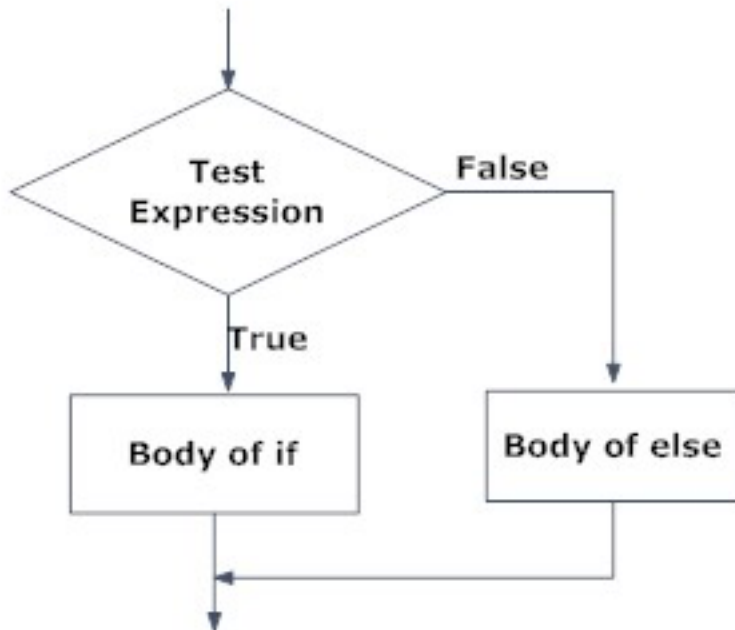 Test
Expression
False
True
Body of if
Body of else